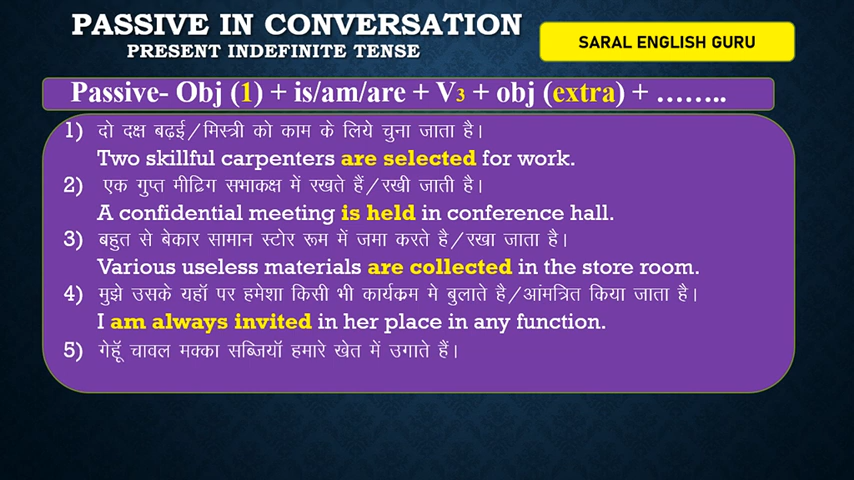 PASSIVE IN CONVERSATION
PRESENT INDEFINITE TENSE
SARAL ENGLISH GURU
Passive- Obj (1) + is/am/are + V3 + obj (extra) + ........
1) दो दक्ष बढ़ई/मिस्त्री को काम के लिये चुना जाता है।
Two skillful carpenters are selected for work.
2) एक गुप्त मीटिग सभाकक्ष में रखते हैं/रखी जाती है।
A confidential meeting is held in conference hall.
3) बहुत से बेकार सामान स्टोर रूम में जमा करते है/रखा जाता है।
Various useless materials are collected in the store room.
4) मुझे उसके यहॉ पर हमेशा किसी भी कार्यक्रम मे बुलाते है/आंमत्रित किया जाता है।
I am always invited in her place in any function.
5) गेहूॅ चावल मक्का सब्जियॉ हमारे खेत में उगाते हैं।